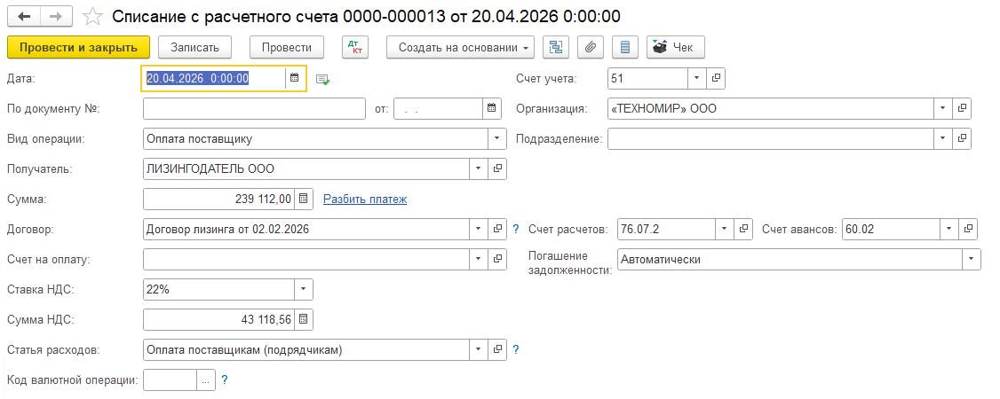 Списание с расчетного счета 0000-000013 от 20.04.2026 0:00:00
Провести и закрыть Записать Провести Дт Кт Создать на основании Чек
Дата: 20.04.2026 0:00:00 Счет учета: 51
По документу №: от: . . Организация: «ТЕХНОМИР» ООО
Вид операции: Оплата поставщику Подразделение:
Получатель: ЛИЗИНГОДАТЕЛЬ ООО
Сумма: 239 112,00 Разбить платеж
Договор: Договор лизинга от 02.02.2026 ? Счет расчетов: 76.07.2 Счет авансов: 60.02
Счет на оплату: Погашение задолженности: Автоматически
Ставка НДС: 22%
Сумма НДС: 43 118,56
Статья расходов: Оплата поставщикам (подрядчикам) ?
Код валютной операции: ... ?